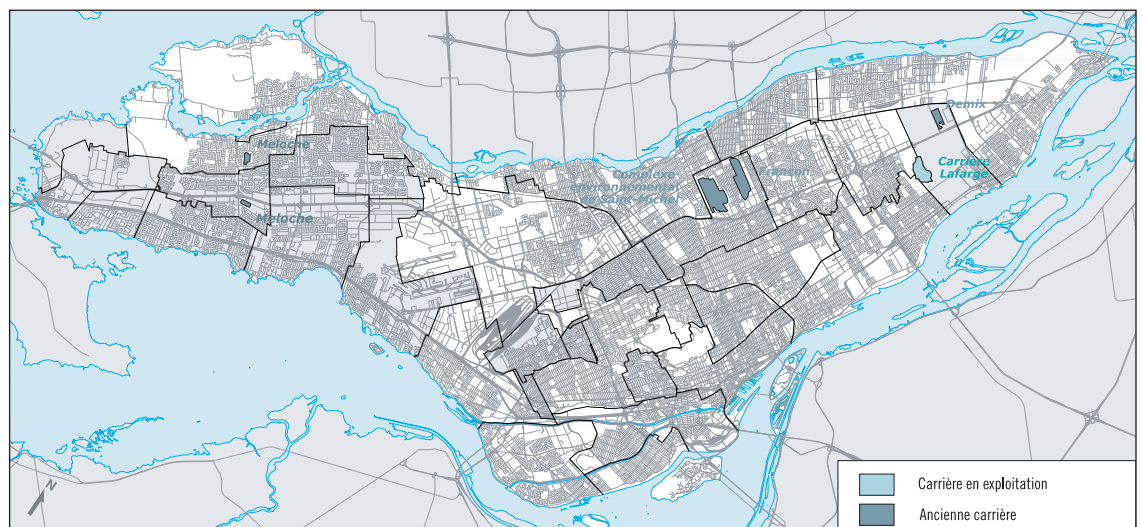 Demix
Meloche
Carrière
Lafarge
Complexe
environnemental
de Saint-Michel
Francon
Meloche
N
Carrière en exploitation
Ancienne carrière